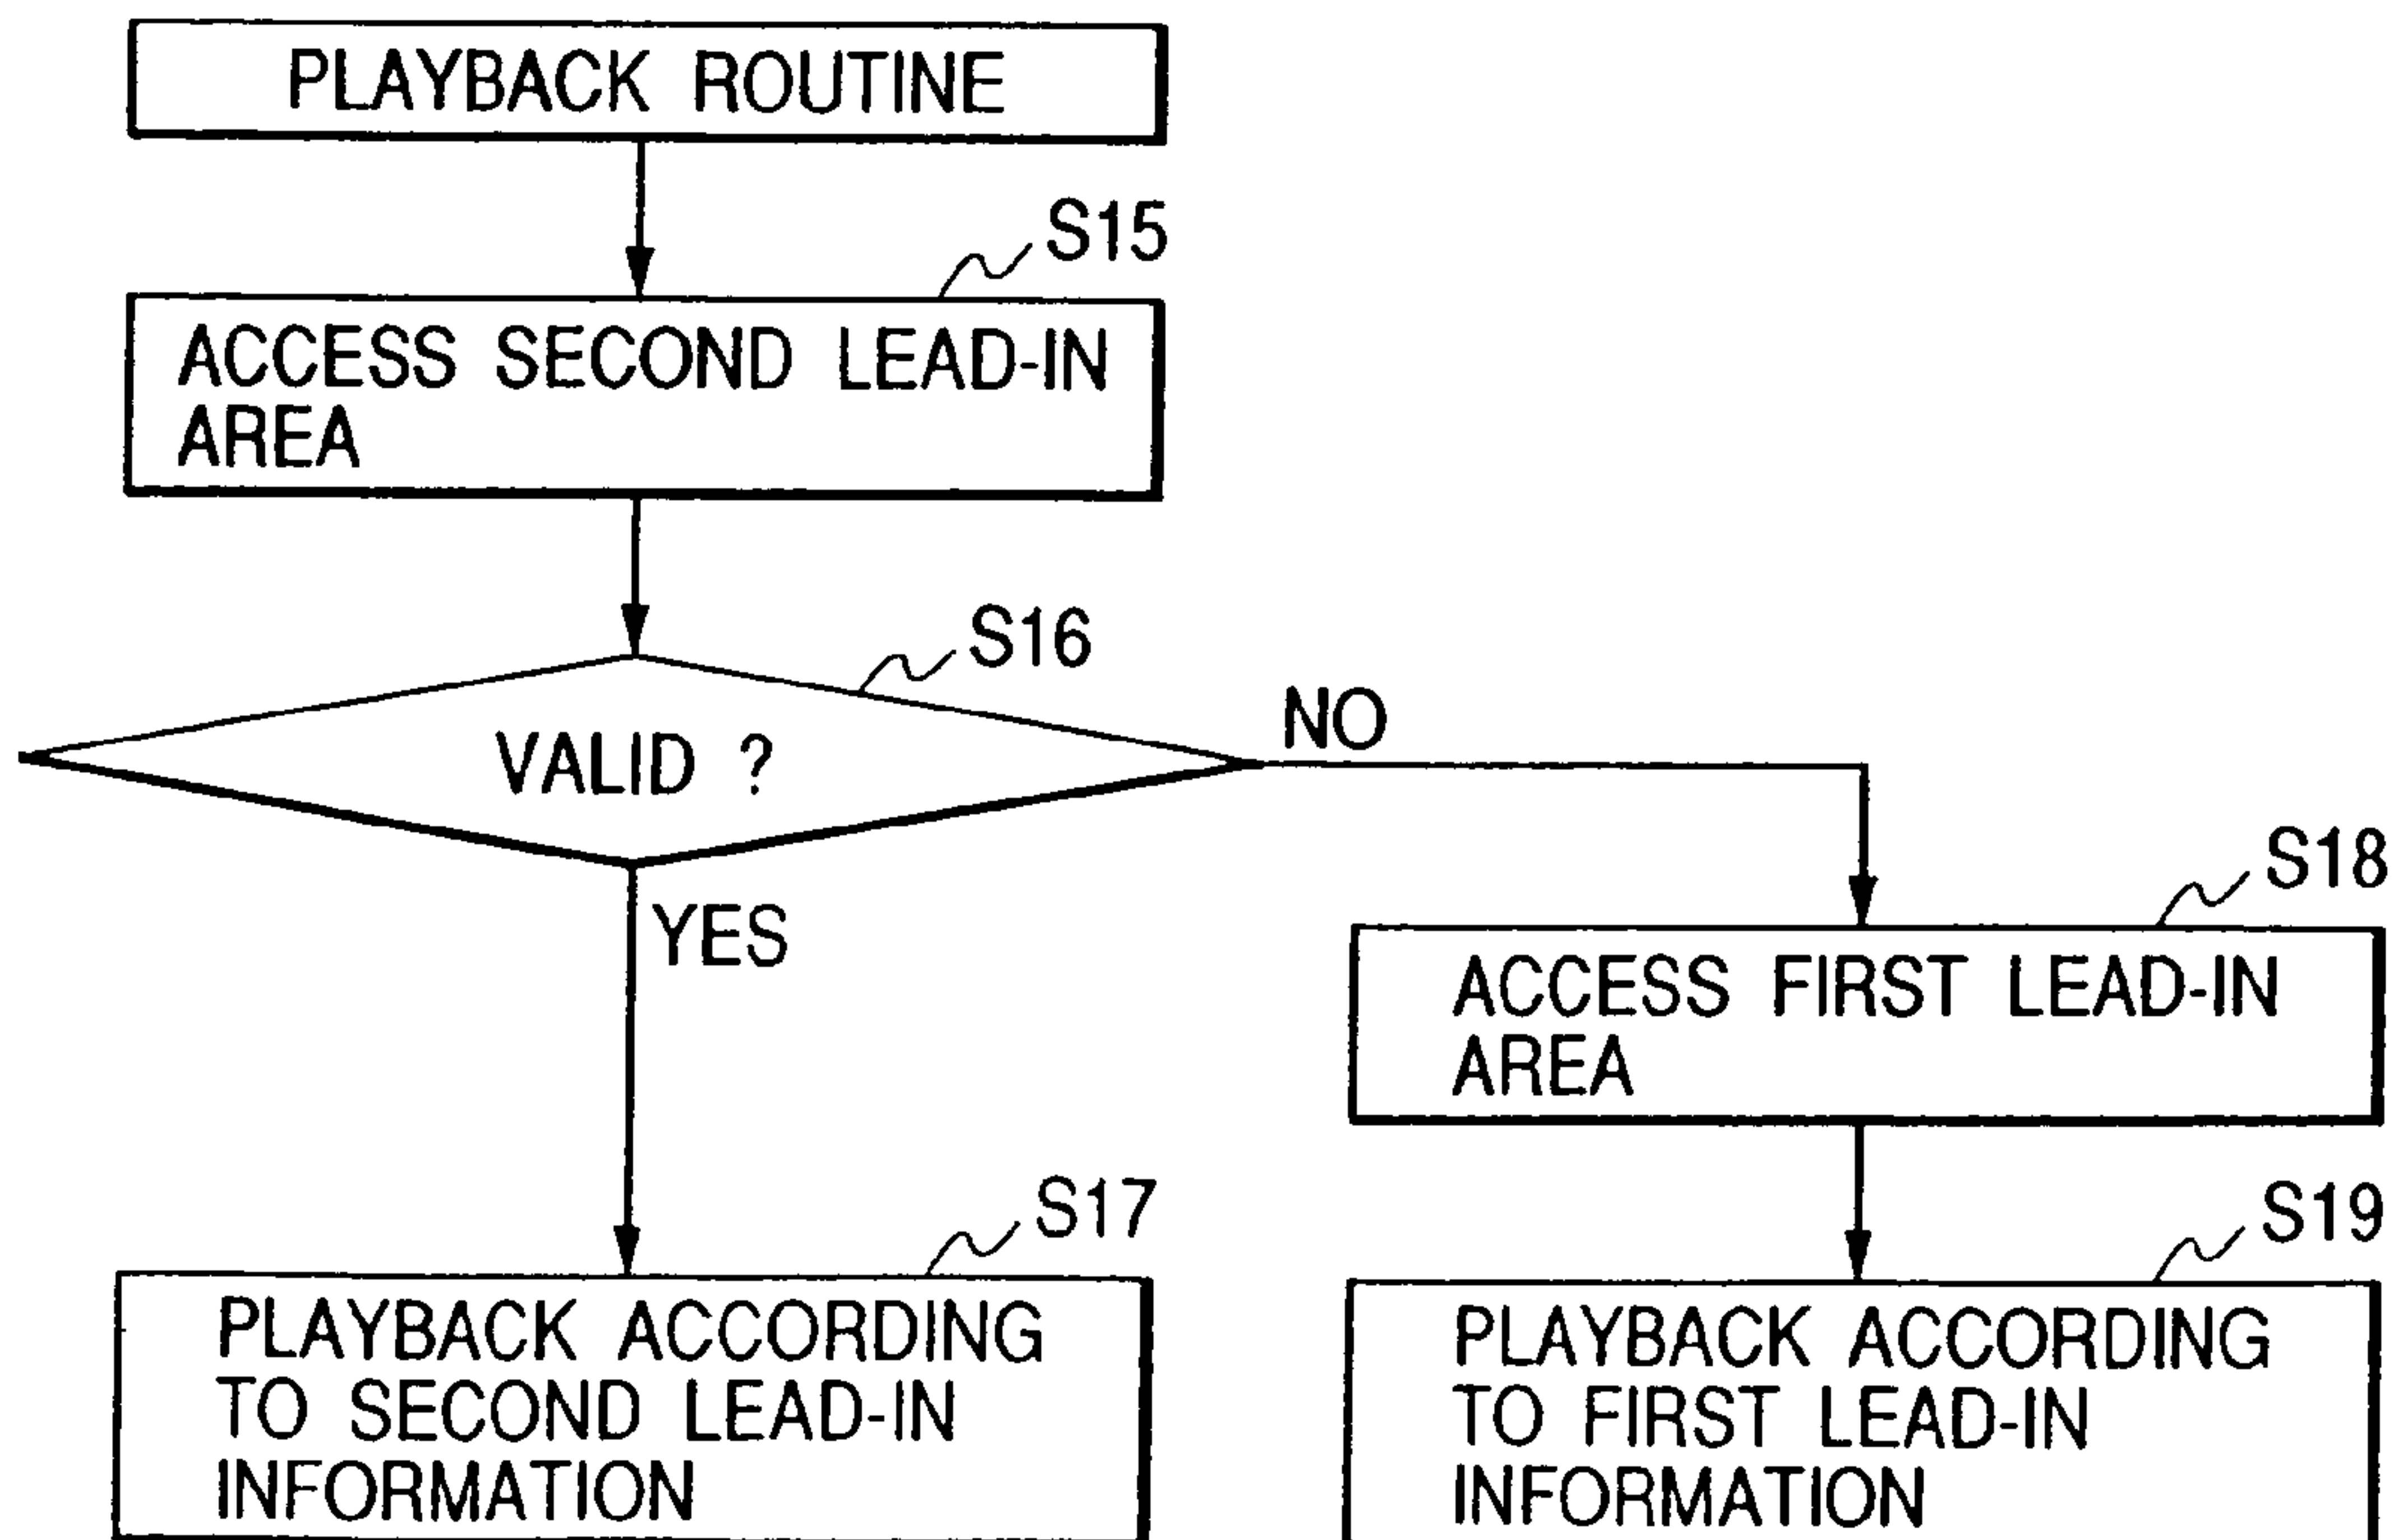 PLAYBACK ROUTINE
S15
ACCESS SECOND LEAD-IN
AREA
S16
VALID ?
NO
YES
S18
ACCESS FIRST LEAD-IN
AREA
S17
PLAYBACK ACCORDING
TO SECOND LEAD-IN
INFORMATION
S19
PLAYBACK ACCORDING
TO FIRST LEAD-IN
INFORMATION